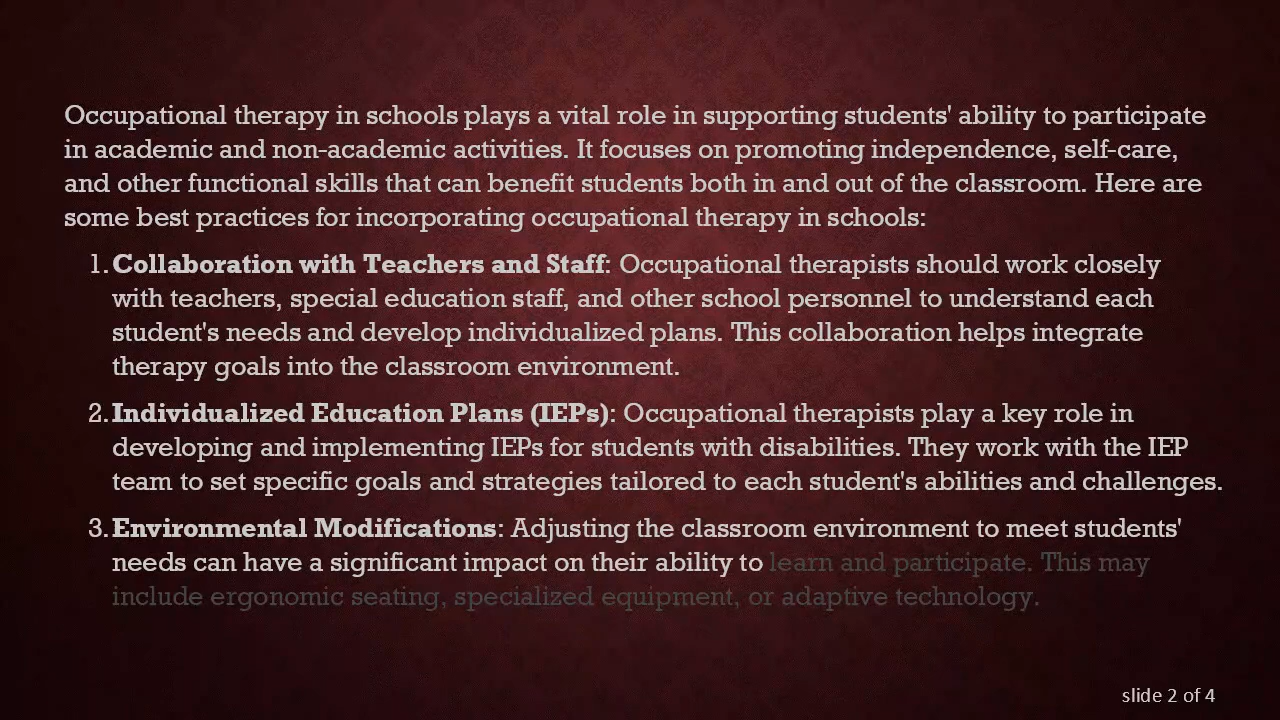 Occupational therapy in schools plays a vital role in supporting students' ability to participate
in academic and non-academic activities. It focuses on promoting independence, self-care,
and other functional skills that can benefit students both in and out of the classroom. Here are
some best practices for incorporating occupational therapy in schools:
1. Collaboration with Teachers and Staff: Occupational therapists should work closely
with teachers, special education staff, and other school personnel to understand each
student's needs and develop individualized plans. This collaboration helps integrate
therapy goals into the classroom environment.
2. Individualized Education Plans (IEPs): Occupational therapists play a key role in
developing and implementing IEPs for students with disabilities. They work with the IEP
team to set specific goals and strategies tailored to each student's abilities and challenges.
3. Environmental Modifications: Adjusting the classroom environment to meet students'
needs can have a significant impact on their ability to learn and participate. This may
include ergonomic seating, specialized equipment, or adaptive technology.
slide 2 of 4